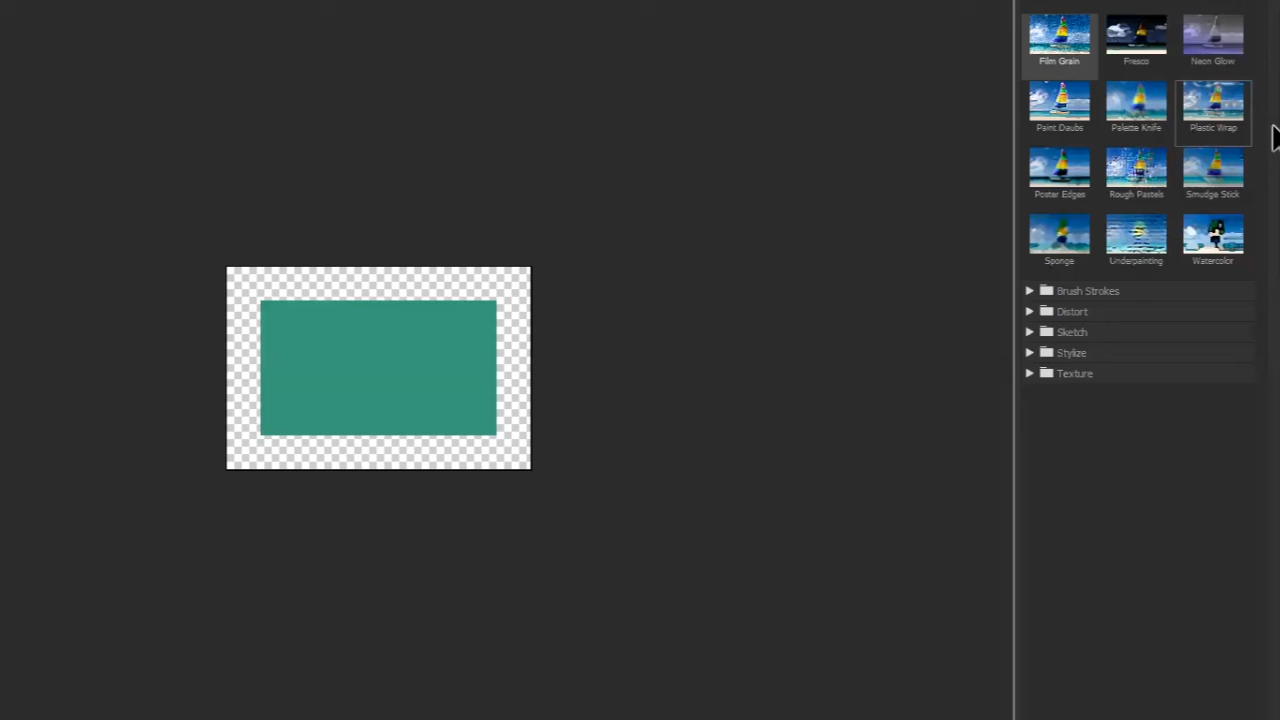 Film Grain Fresco Neon Glow
Paint Daubs Palette Knife Plastic Wrap
Poster Edges Rough Pastels Smudge Stick
Sponge Underpainting Watercolor
Brush Strokes
Distort
Sketch
Stylize
Texture